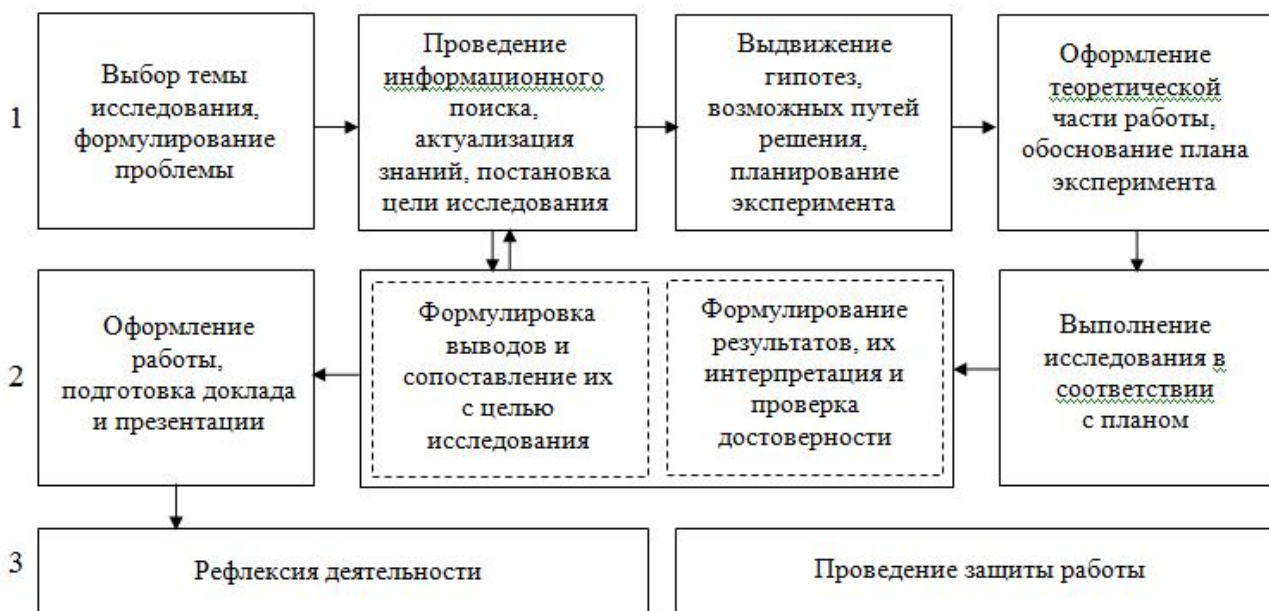 1
Выбор темы
исследования,
формулирование
проблемы
Проведение
информационного
поиска,
актуализация
знаний, постановка
цели исследования
Выдвижение
гипотез,
возможных путей
решения,
планирование
эксперимента
Оформление
теоретической
части работы,
обоснование плана
эксперимента
2
Оформление
работы,
подготовка доклада
и презентации
Формулировка
выводов и
сопоставление их
с целью
исследования
Формулирование
результатов, их
интерпретация и
проверка
достоверности
Выполнение
исследования в
соответствии
с планом
3
Рефлексия деятельности
Проведение защиты работы